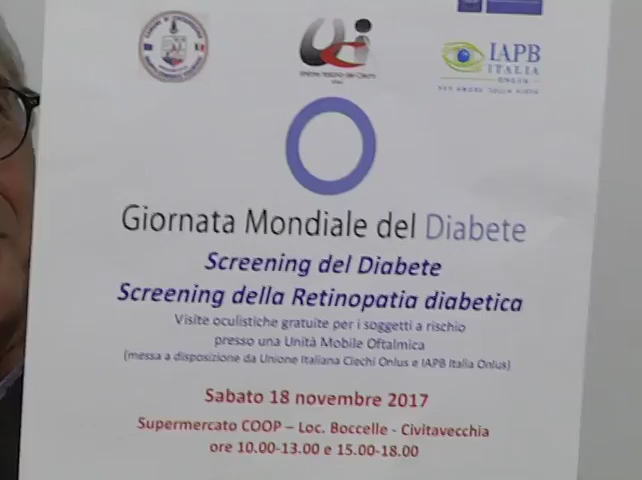 UCI
IAPB
ITALIA
ONLUS
Giornata Mondiale del Diabete
Screening del Diabete
Screening della Retinopatia diabetica
Visite oculistiche gratuite per i soggetti a rischio
presso una Unità Mobile Oftalmica
(messa a disposizione da Unione Italiana Ciechi Onlus e IAPB Italia Onlus)
Sabato 18 novembre 2017
Supermercato COOP – Loc. Boccelle - Civitavecchia
ore 10.00-13.00 e 15.00-18.00